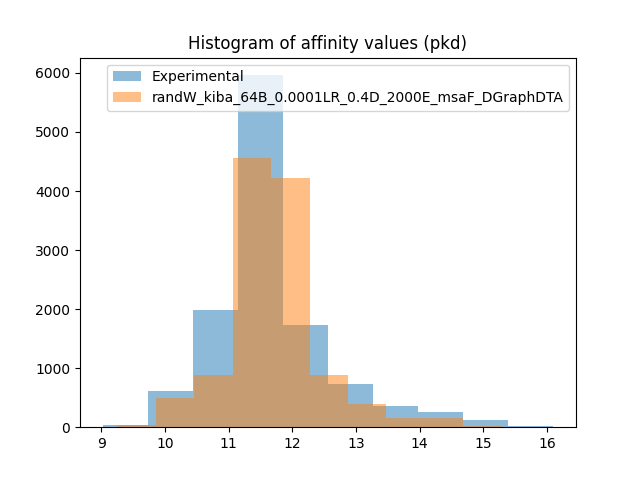 Histogram of affinity values (pkd)
Experimental
randW_kiba_64B_0.0001LR_0.4D_2000E_msaF_DGraphDTA
6000
5000
4000
3000
2000
1000
0
9 10 11 12 13 14 15 16